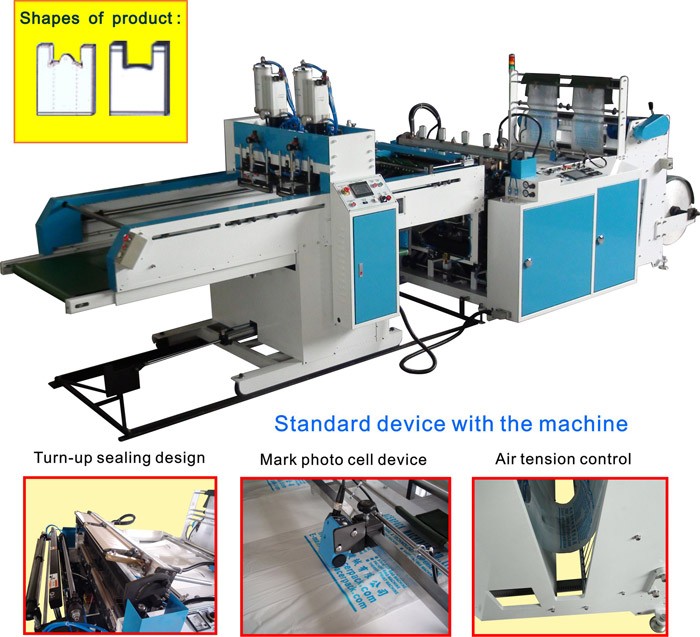 Shapes of product :
Standard device with the machine
Turn-up sealing design
Mark photo cell device
Air tension control